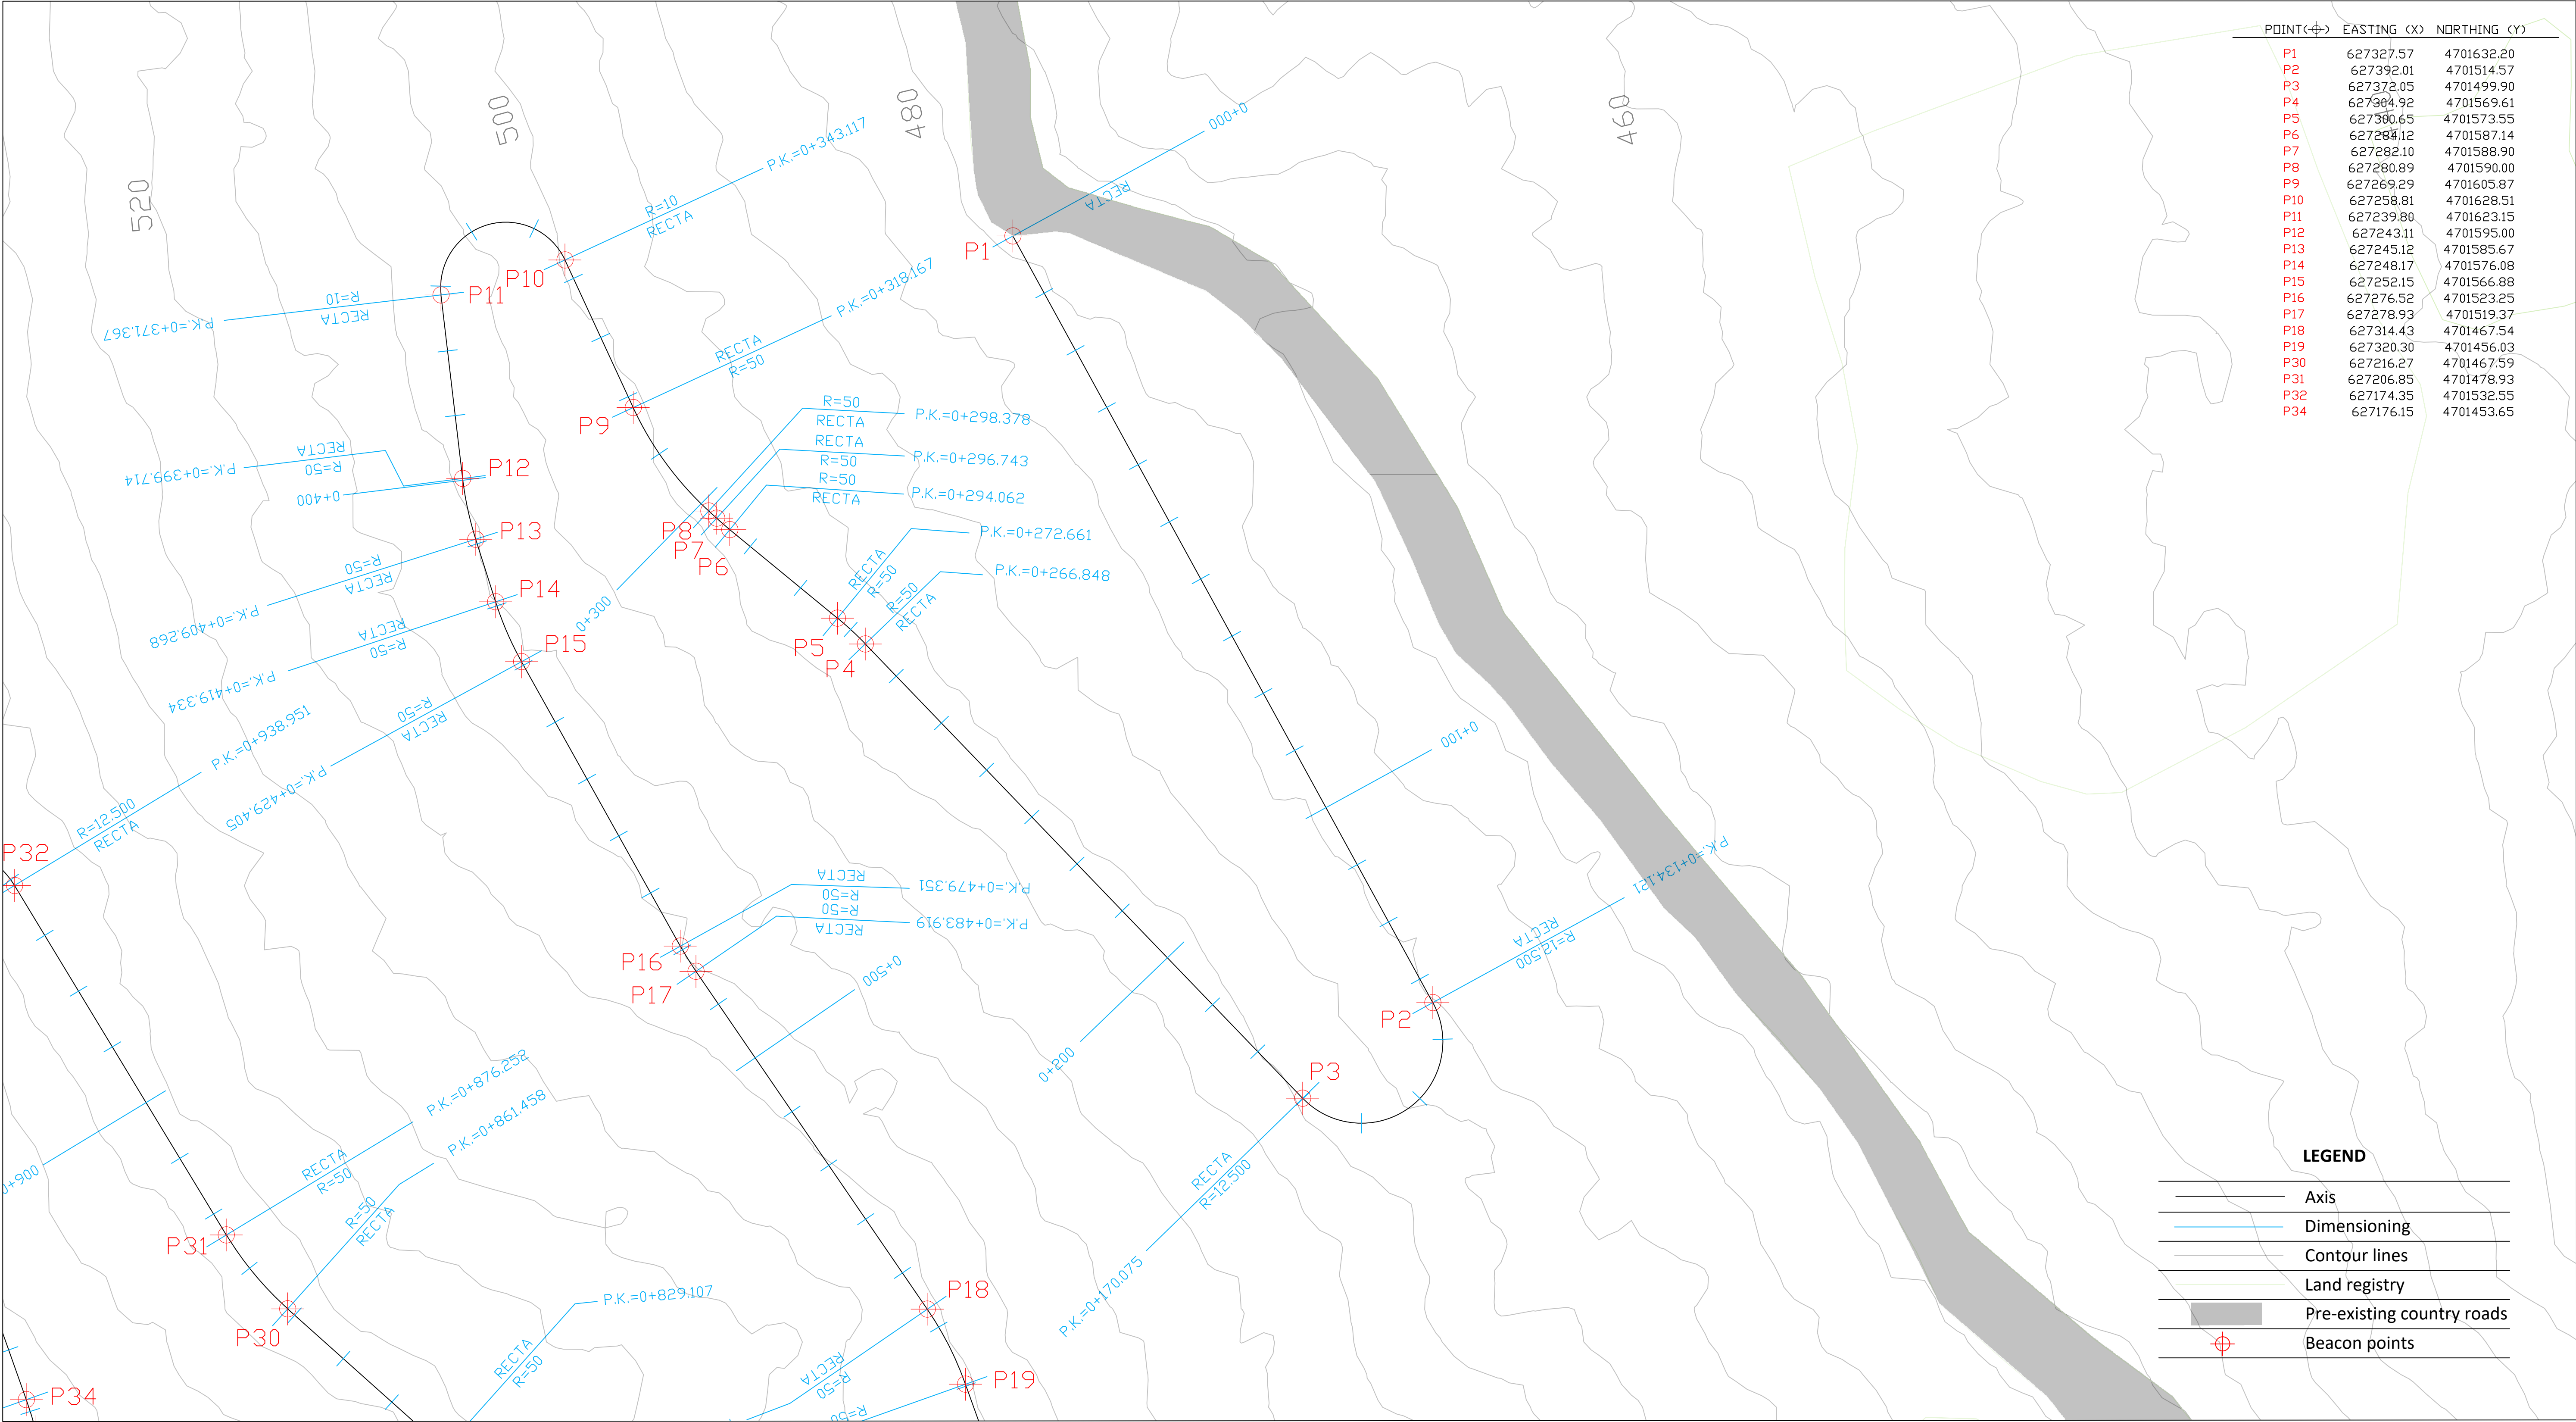 POINT( ) EASTING (X) NORTHING (Y)
P1 627327.57 4701632.20
P2 627392.01 4701514.57
P3 627372.05 4701499.90
P4 627304.92 4701569.61
P5 627300.65 4701573.55
P6 627284.12 4701587.14
P7 627282.10 4701588.90
P8 627280.89 4701590.00
P9 627269.29 4701605.87
P10 627258.81 4701628.51
P11 627239.80 4701623.15
P12 627243.11 4701595.00
P13 627245.12 4701585.67
P14 627248.17 4701576.08
P15 627252.15 4701566.88
P16 627276.52 4701523.25
P17 627278.93 4701519.37
P18 627314.43 4701467.54
P19 627320.30 4701456.03
P30 627216.27 4701467.59
P31 627206.85 4701478.93
P32 627174.35 4701532.55
P34 627176.15 4701453.65
520
500
480
460
0+000
RECTA
P1
P.K.=0+343.117
R=10
RECTA
P10
P11
R=10
RECTA
P.K.=0+371.367
P.K.=0+318.167
RECTA
R=50
P9
R=50
RECTA
P.K.=0+298.378
RECTA
R=50
P.K.=0+296.743
R=50
RECTA
P.K.=0+294.062
P8
P7
P6
0+300
P.K.=0+272.661
RECTA
R=50
P5
P.K.=0+266.848
R=50
RECTA
P4
RECTA
R=50
P.K.=0+399.714
P12
0+400
P13
R=50
RECTA
P.K.=0+409.268
P14
RECTA
R=50
P.K.=0+419.334
P15
R=50
RECTA
P.K.=0+429.405
P.K.=0+938.951
R=12.500
RECTA
P32
0+100
P.K.=0+134.121
RECTA
R=12.500
P2
RECTA
R=50
P.K.=0+479.351
R=50
RECTA
P.K.=0+483.919
P16
P17
0+500
0+200
P3
RECTA
R=12.500
P.K.=0+170.075
P.K.=0+876.252
RECTA
R=50
P31
P.K.=0+861.458
R=50
RECTA
P30
0+900
P.K.=0+829.107
RECTA
R=50
P18
RECTA
R=50
P19
R=50
P34
LEGEND
Axis
Dimensioning
Contour lines
Land registry
Pre-existing country roads
Beacon points